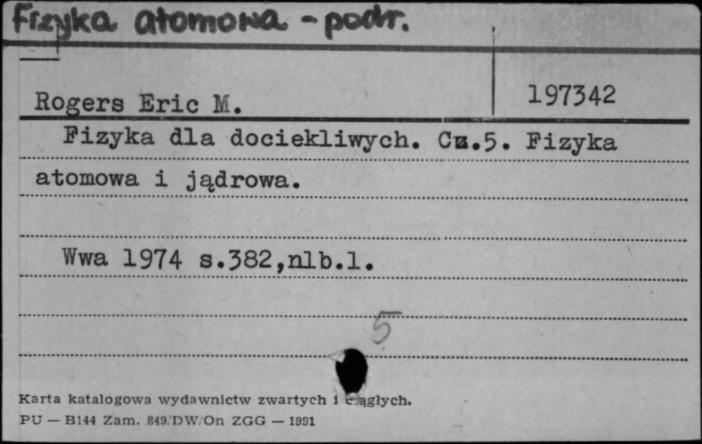 Fizyka atomowa - podr.
Rogers Eric M.
197342
Fizyka dla dociekliwych. Cz.5. Fizyka
atomowa i jądrowa.
Wwa 1974 s.382,nlb.1.
5
Karta katalogowa wydawnictw zwartych i ciągłych.
PU — B144 Zam. 849/DW/On ZGG — 1991